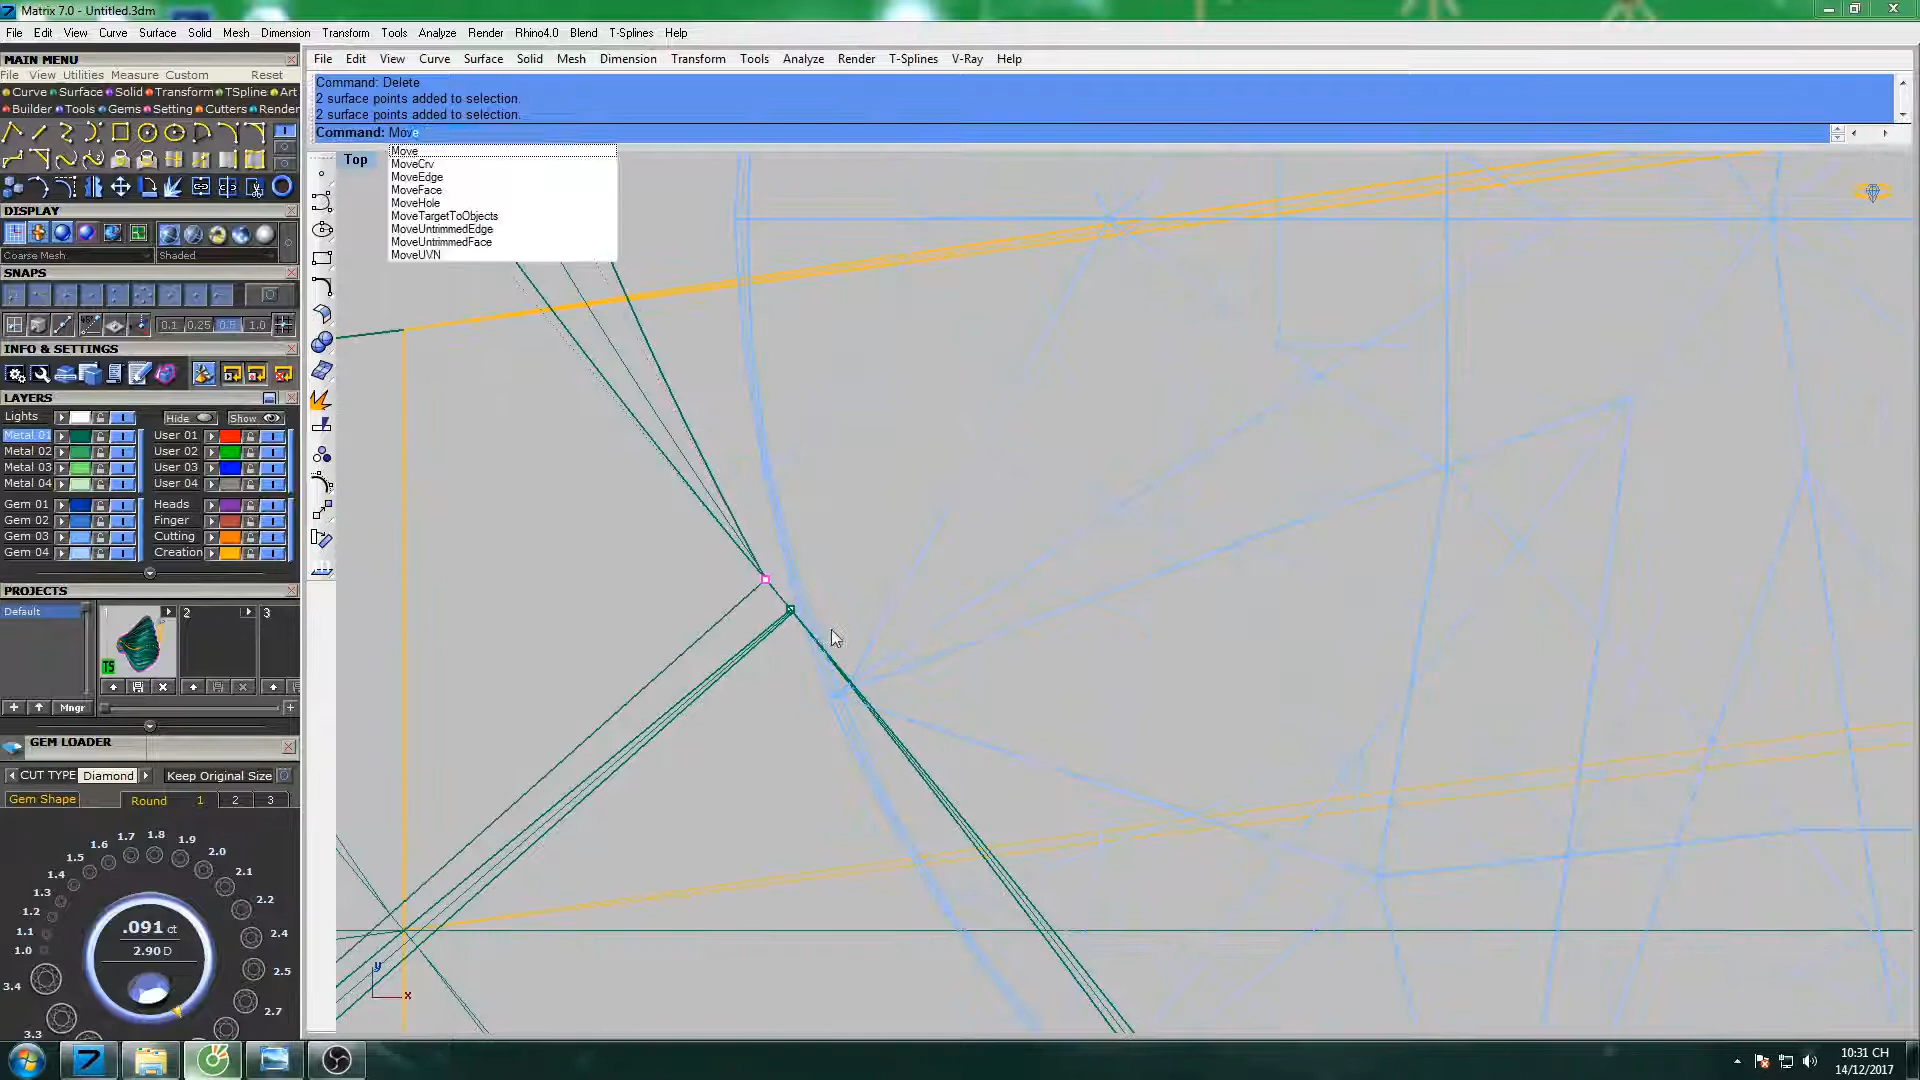 Matrix 7.0 - Untitled.3dm
File Edit View Curve Surface Solid Mesh Dimension Transform Tools Analyze Render Rhino4.0 Blend T-Splines Help
MAIN MENU
File View Utilities Measure Custom Reset
Curve Surface Solid Transform TSpline Art
Builder Tools Gems Setting Cutters Render
File Edit View Curve Surface Solid Mesh Dimension Transform Tools Analyze Render T-Splines V-Ray Help
Command: Delete
2 surface points added to selection.
2 surface points added to selection.
Command: Move
Top
Move
MoveCrv
MoveEdge
MoveFace
MoveHole
MoveTargetToObjects
MoveUntrimmedEdge
MoveUntrimmedFace
MoveUVN
DISPLAY
Coarse Mesh Shaded
SNAPS
0.1 0.25 0.5 1.0
INFO & SETTINGS
LAYERS
Lights Hide Show
Metal 01 User 01
Metal 02 User 02
Metal 03 User 03
Metal 04 User 04
Gem 01 Heads
Gem 02 Finger
Gem 03 Cutting
Gem 04 Creation
PROJECTS
Default 1 2 3
TS
+ Mngr +
GEM LOADER
CUT TYPE Diamond Keep Original Size
Gem Shape Round 1 2 3
1.7 1.8 1.9
1.6 2.0
1.5 2.1
1.4
1.3 2.2
1.2
1.1 2.4
1.0
.091 ct
2.90 D
2.5
3.4
2.7
3.3
y
x
10:31 CH
14/12/2017